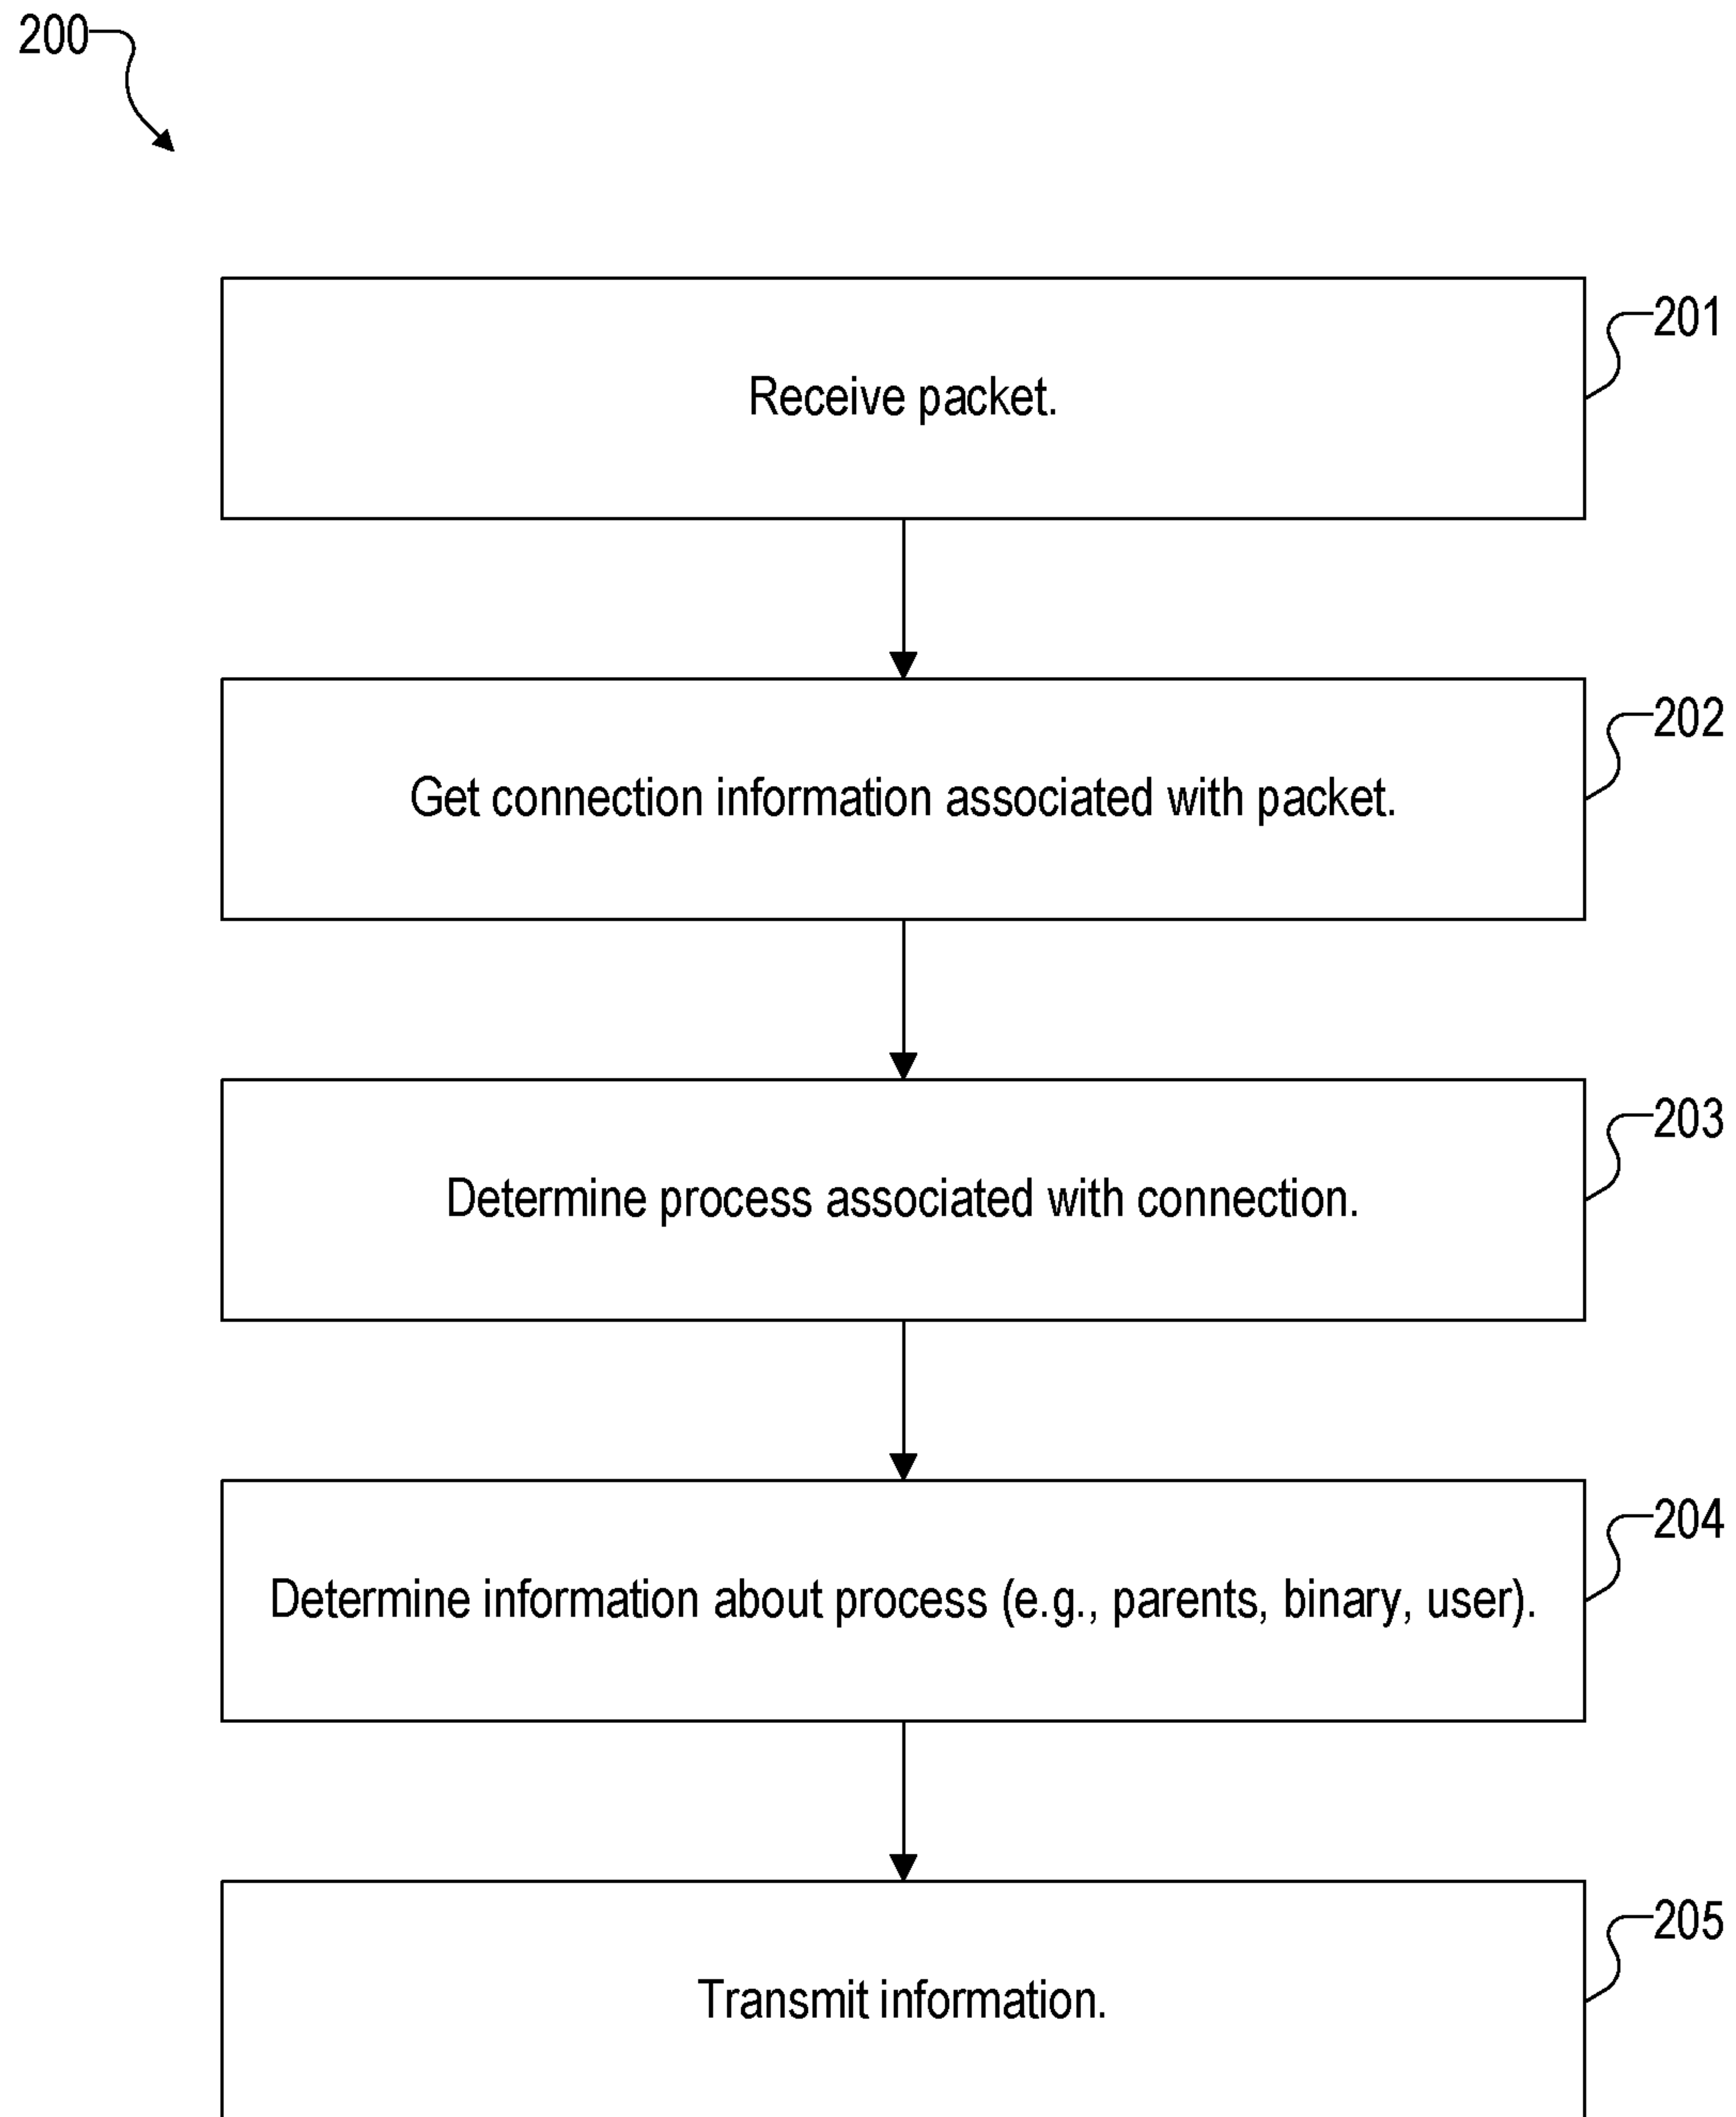 200
201
Receive packet.
202
Get connection information associated with packet.
203
Determine process associated with connection.
204
Determine information about process (e.g., parents, binary, user).
205
Transmit information.